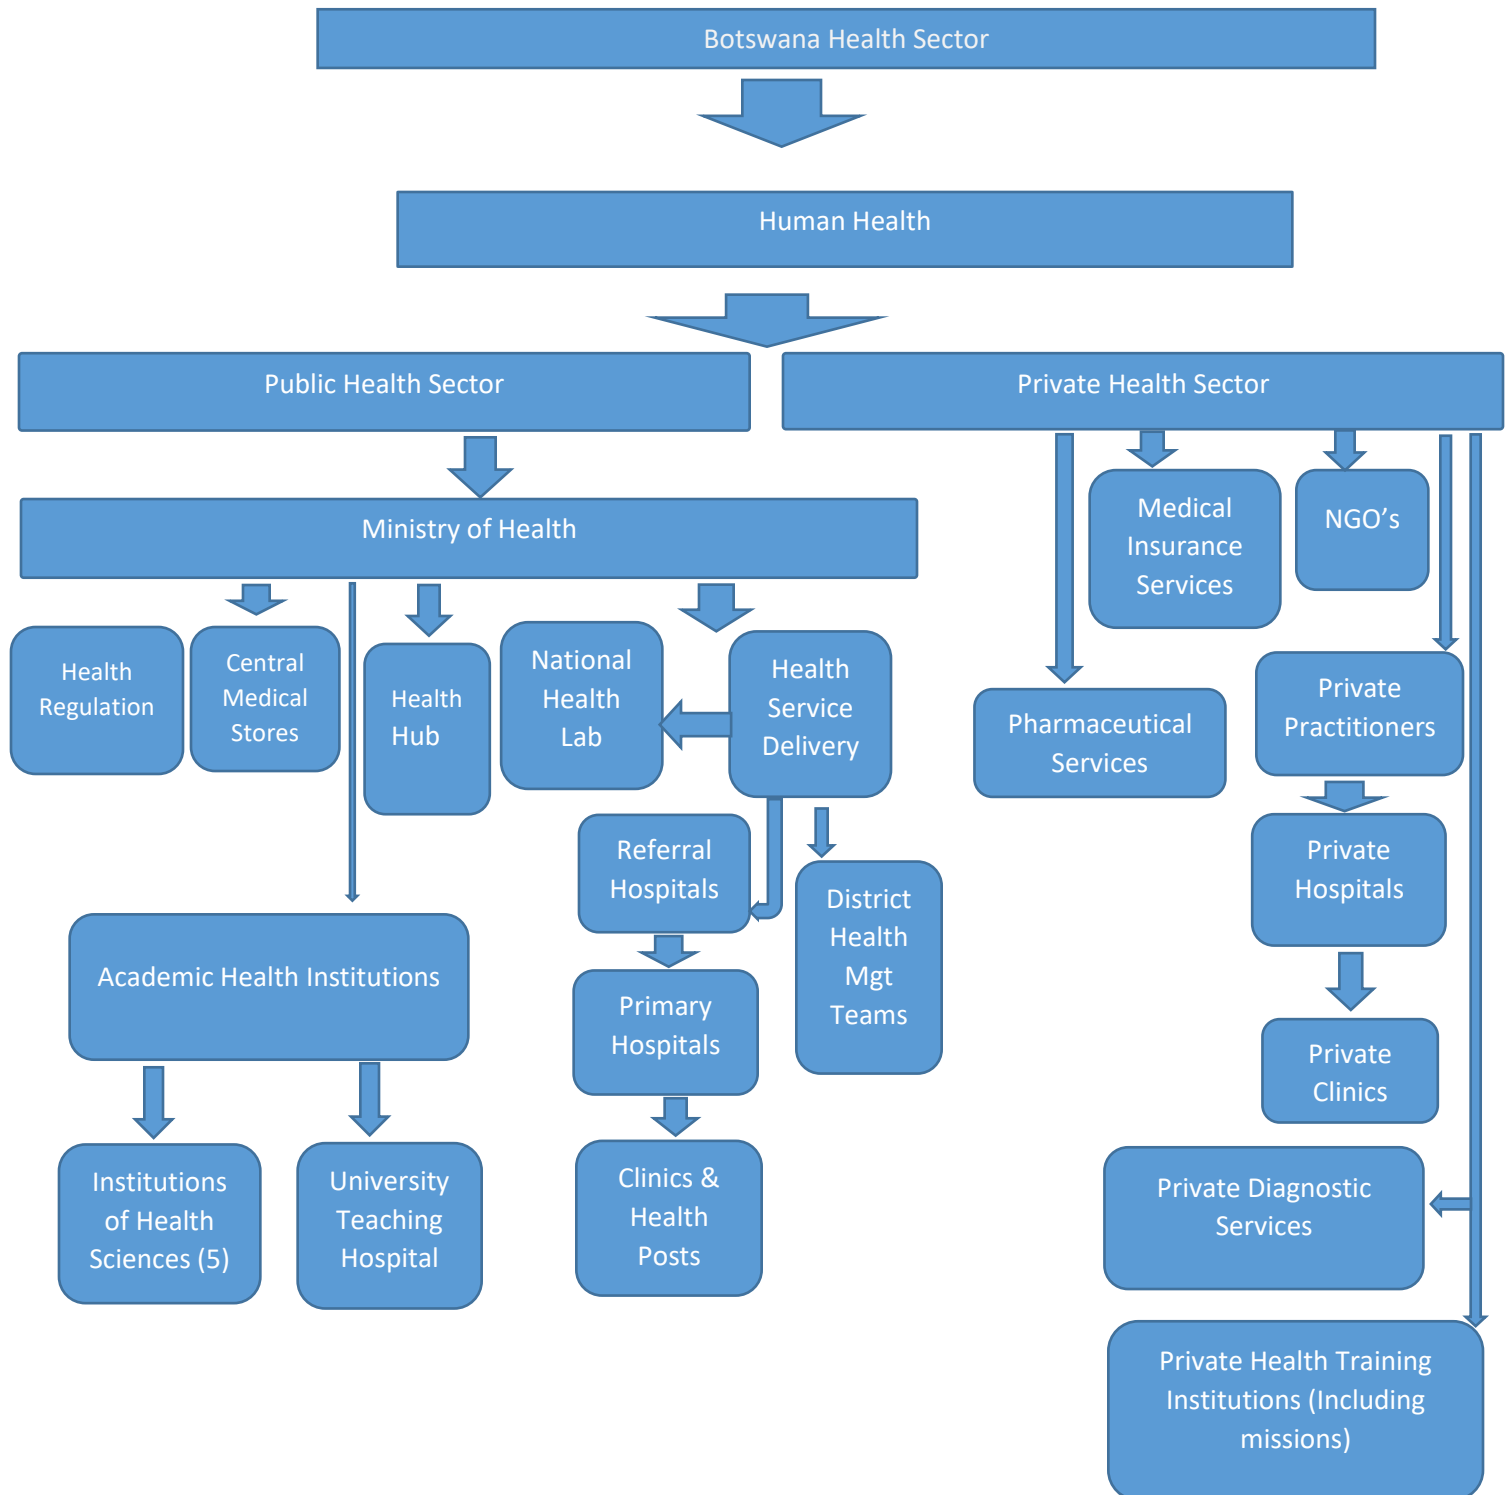 Botswana Health Sector
Human Health
Public Health Sector
Private Health Sector
Ministry of Health
Medical
Insurance
Services
NGO’s
Health
Regulation
Central
Medical
Stores
Health
Hub
National
Health
Lab
Health
Service
Delivery
Pharmaceutical
Services
Private
Practitioners
Referral
Hospitals
District
Health
Mgt
Teams
Private
Hospitals
Academic Health Institutions
Primary
Hospitals
Private
Clinics
Institutions
of Health
Sciences (5)
University
Teaching
Hospital
Clinics &
Health
Posts
Private Diagnostic
Services
Private Health Training
Institutions (Including
missions)